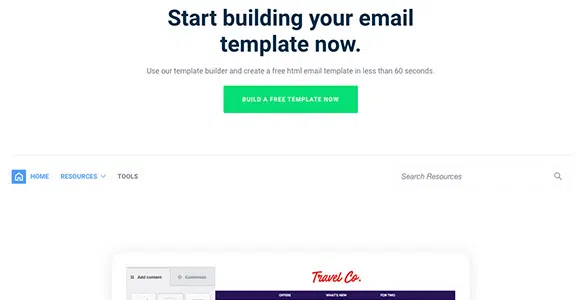 Start building your email
template now.
Use our template builder and create a free html email template in less than 60 seconds.
BUILD A FREE TEMPLATE NOW
HOME RESOURCES TOOLS Search Resources
Travel Co.
Add content Customize
OFFERS WHAT'S NEW FOR TWO